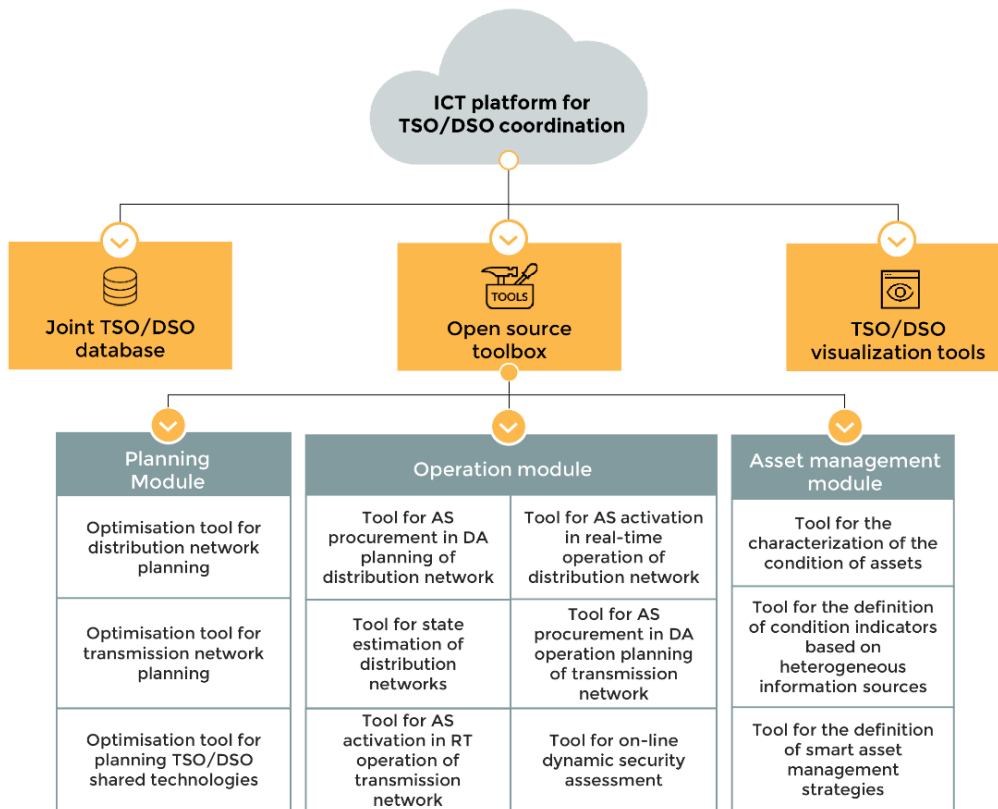 ICT platform for
TSO/DSO coordination
Joint TSO/DSO
database
TOOLS
Open source
toolbox
TSO/DSO
visualization tools
Planning
Module
Optimisation tool for
distribution network
planning
Optimisation tool for
transmission network
planning
Optimisation tool for
planning TSO/DSO
shared technologies
Operation module
Tool for AS
procurement in DA
planning of
distribution network
Tool for AS activation
in real-time
operation of
distribution network
Tool for state
estimation of
distribution
networks
Tool for AS
procurement in DA
operation planning
of transmission
network
Tool for AS
activation in RT
operation of
transmission
network
Tool for on-line
dynamic security
assessment
Asset management
module
Tool for the
characterization of the
condition of assets
Tool for the definition
of condition indicators
based on
heterogeneous
information sources
Tool for the definition
of smart asset
management
strategies